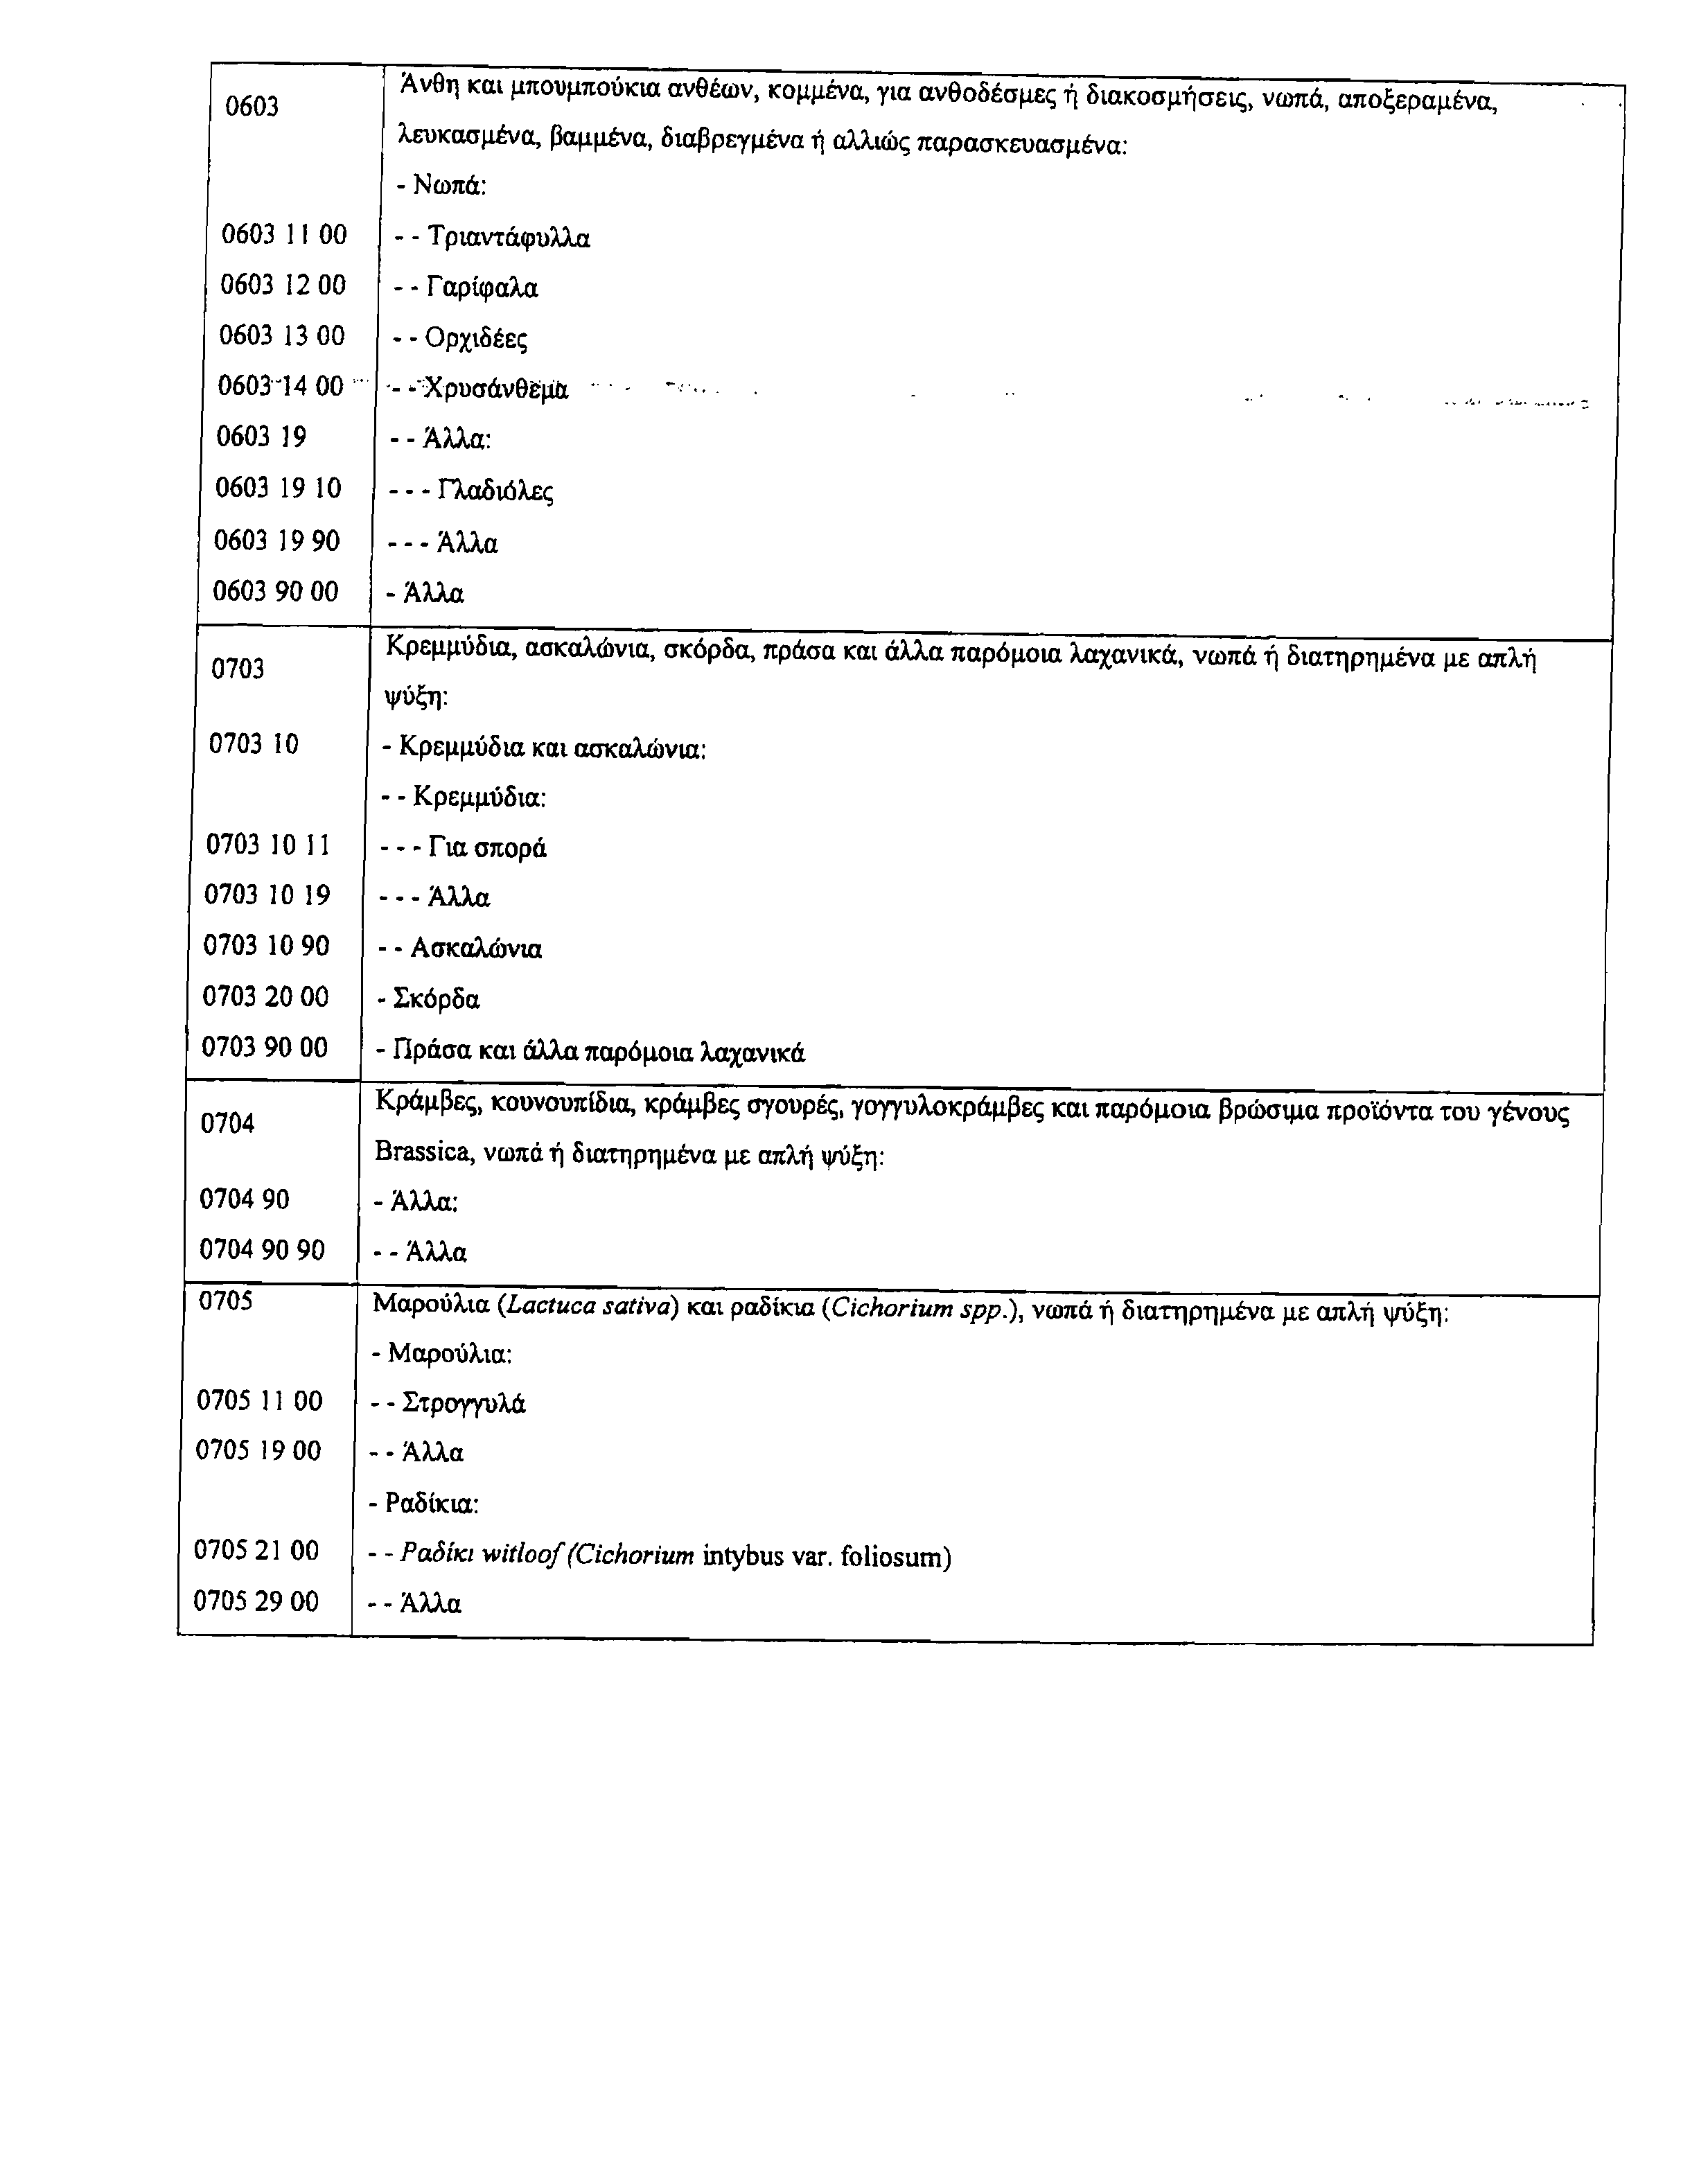 0603 Άνθη και μπουμπούκια ανθέων, κομμένα, για ανθοδέσμες ή διακοσμήσεις, νωπά, αποξεραμένα,
λευκασμένα, βαμμένα, διαβρεγμένα ή αλλιώς παρασκευασμένα:
- Νωπά:
0603 11 00 - - Τριαντάφυλλα
0603 12 00 - - Γαρίφαλα
0603 13 00 - - Ορχιδέες
0603 14 00 - - Χρυσάνθεμα
0603 19 - - Άλλα:
0603 19 10 - - - Γλαδιόλες
0603 19 90 - - - Άλλα
0603 90 00 - Άλλα
0703 Κρεμμύδια, ασκαλώνια, σκόρδα, πράσα και άλλα παρόμοια λαχανικά, νωπά ή διατηρημένα με απλή
ψύξη:
0703 10 - Κρεμμύδια και ασκαλώνια:
- - Κρεμμύδια:
0703 10 11 - - - Για σπορά
0703 10 19 - - - Άλλα
0703 10 90 - - Ασκαλώνια
0703 20 00 - Σκόρδα
0703 90 00 - Πράσα και άλλα παρόμοια λαχανικά
0704 Κράμβες, κουνουπίδια, κράμβες σγουρές, γογγυλοκράμβες και παρόμοια βρώσιμα προϊόντα του γένους
Brassica, νωπά ή διατηρημένα με απλή ψύξη:
0704 90 - Άλλα:
0704 90 90 - - Άλλα
0705 Μαρούλια (Lactuca sativa) και ραδίκια (Cichorium spp.), νωπά ή διατηρημένα με απλή ψύξη:
- Μαρούλια:
0705 11 00 - - Στρογγυλά
0705 19 00 - - Άλλα
- Ραδίκια:
0705 21 00 - - Ραδίκι witloof (Cichorium intybus var. foliosum)
0705 29 00 - - Άλλα